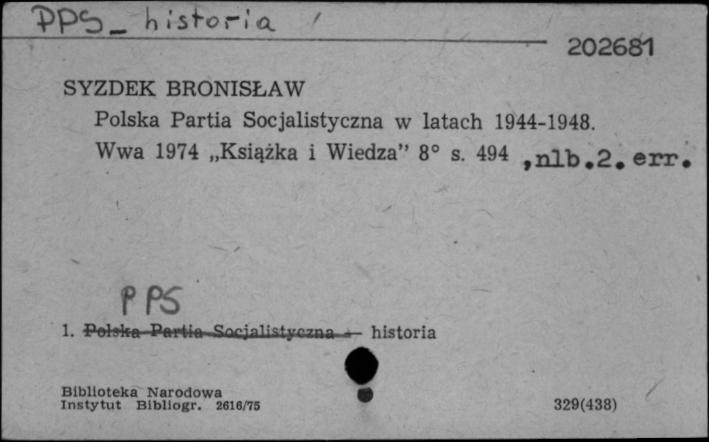 PPS - historia
202681
SYZDEK BRONISŁAW
Polska Partia Socjalistyczna w latach 1944-1948.
Wwa 1974 „Książka i Wiedza” 8° s. 494 ,nlb.2. err.
PPS
1. Polska Partia Socjalistyczna — historia
Biblioteka Narodowa
Instytut Bibliogr. 2616/75
329(438)